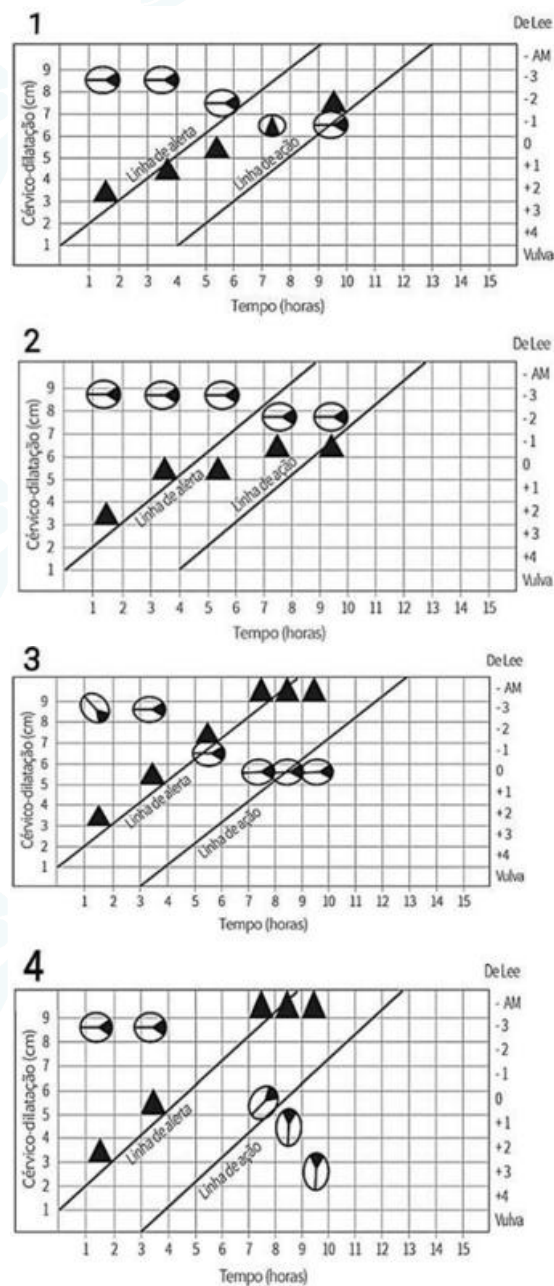 1
De Lee
Cérvico-dilatação (cm)
9
8
7
6
5
4
3
2
1
Linha de alerta
Linha de ação
- AM
-3
-2
-1
0
+1
+2
+3
+4
Vulva
1 2 3 4 5 6 7 8 9 10 11 12 13 14 15
Tempo (horas)
2
De Lee
Cérvico-dilatação (cm)
9
8
7
6
5
4
3
2
1
Linha de alerta
Linha de ação
- AM
-3
-2
-1
0
+1
+2
+3
+4
Vulva
1 2 3 4 5 6 7 8 9 10 11 12 13 14 15
Tempo (horas)
3
De Lee
Cérvico-dilatação (cm)
9
8
7
6
5
4
3
2
1
Linha de alerta
Linha de ação
- AM
-3
-2
-1
0
+1
+2
+3
+4
Vulva
1 2 3 4 5 6 7 8 9 10 11 12 13 14 15
Tempo (horas)
4
De Lee
Cérvico-dilatação (cm)
9
8
7
6
5
4
3
2
1
Linha de alerta
Linha de ação
- AM
-3
-2
-1
0
+1
+2
+3
+4
Vulva
1 2 3 4 5 6 7 8 9 10 11 12 13 14 15
Tempo (horas)